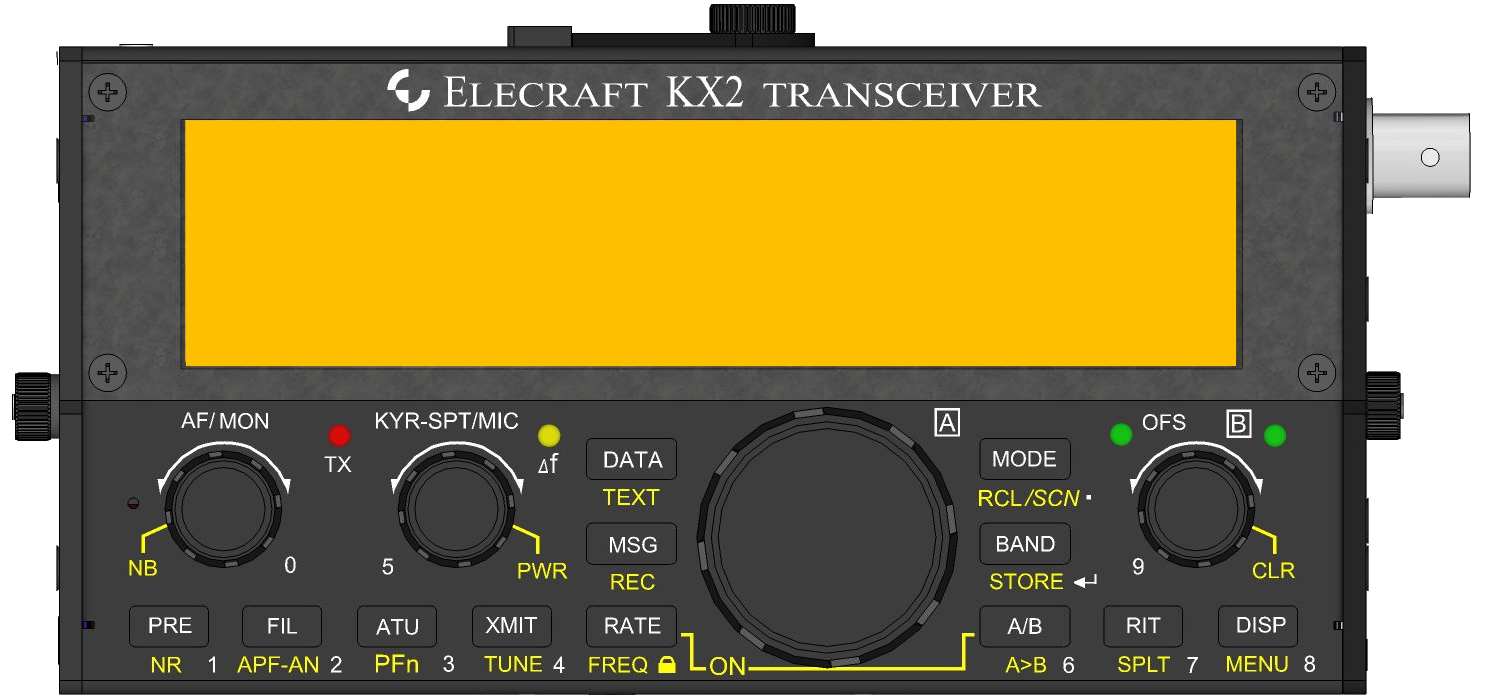 ELECRAFT KX2 TRANSCEIVER
AF/MON
TX
NB
0
KYR-SPT/MIC
Δf
5
PWR
DATA
TEXT
MSG
REC
A
MODE
RCL/SCN ·
BAND
STORE ↵
OFS
B
9
CLR
PRE
NR 1
FIL
APF-AN 2
ATU
PFn 3
XMIT
TUNE 4
RATE
FREQ
ON
A/B
A>B 6
RIT
SPLT 7
DISP
MENU 8